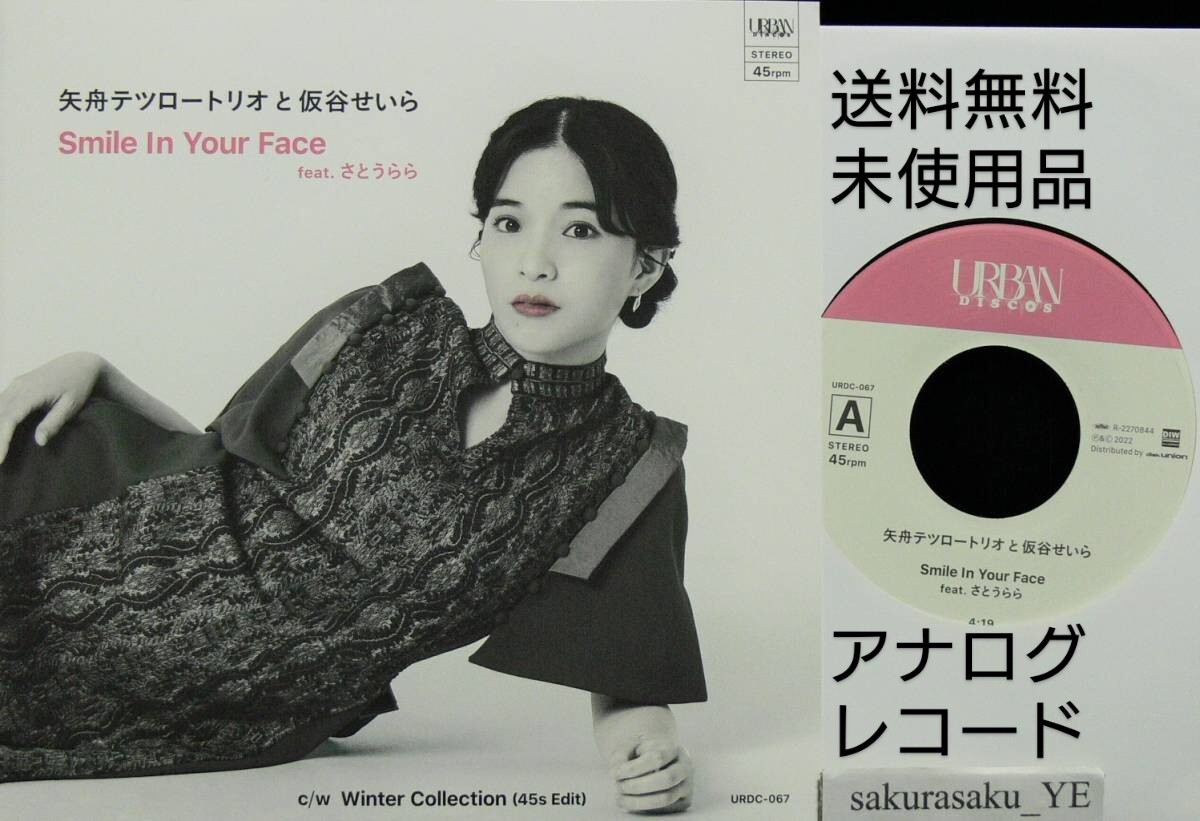 URBAN
DISCOS
STEREO
45rpm
矢舟テツロートリオと仮谷せいら
Smile In Your Face
feat. さとうらら
c/w Winter Collection (45s Edit)
URDC-067
送料無料
未使用品
URBAN
DISCOS
URDC-067
A
STEREO
45rpm
R-2270844
℗&© 2022
DIW
Distributed by disk union
矢舟テツロートリオと仮谷せいら
Smile In Your Face
feat. さとうらら
4:19
アナログ
レコード
sakurasaku_YE